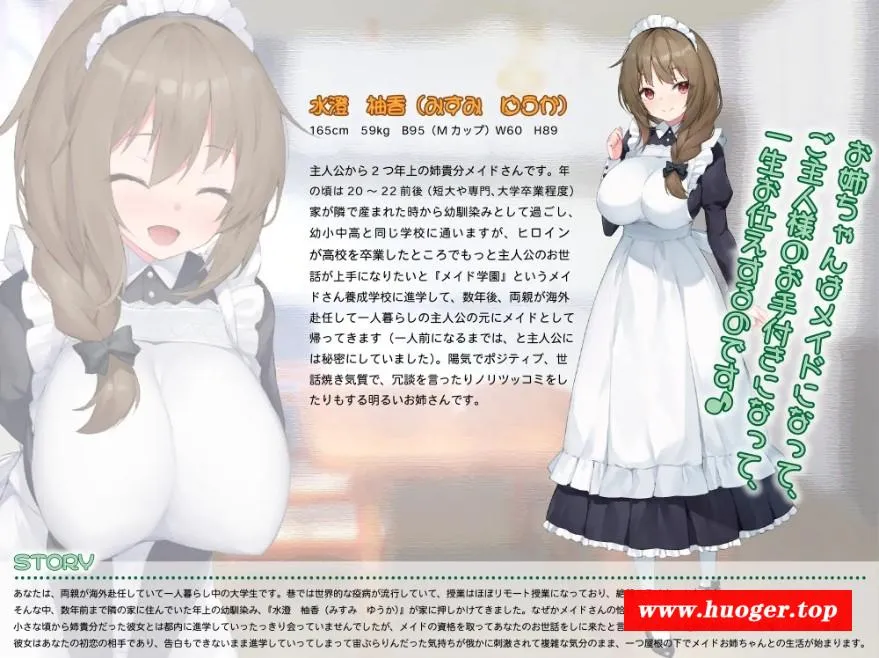 水澄　柚香（みすみ　ゆうか）
165cm　59kg　B95（Mカップ）W60　H89
主人公から２つ年上の姉貴分メイドさんです。年
の頃は20～22前後（短大や専門、大学卒業程度）
家が隣で産まれた時から幼馴染みとして過ごし、
幼小中高と同じ学校に通いますが、ヒロイン
が高校を卒業したところでもっと主人公のお世
話が上手になりたいと『メイド学園』というメイ
ドさん養成学校に進学して、数年後、両親が海外
赴任して一人暮らしの主人公の元にメイドとして
帰ってきます（一人前になるまでは、と主人公に
は秘密にしていました）。陽気でポジティブ、世
話焼き気質で、冗談を言ったりノリツッコミをし
たりもする明るいお姉さんです。
お姉ちゃんはメイドになって、
ご主人様のお手付きになって、
一生お仕えするのです♪
STORY
あなたは、両親が海外赴任していて一人暮らし中の大学生です。巷では世界的な疫病が流行していて、授業はほぼリモート授業になっており、
そんな中、数年前まで隣の家に住んでいた年上の幼馴染み、『水澄　柚香（みすみ　ゆうか）』が家に押しかけてきました。なぜかメイドさんの
小さな頃から姉貴分だった彼女とは都内に進学していったっきり会っていませんでしたが、メイドの資格を取ってあなたのお世話をしに来たと
彼女はあなたの初恋の相手であり、告白もできないまま進学していってしまって宙ぶらりんだった気持ちが俄かに刺激されて複雑な気分のまま、一つ屋根の下でメイドお姉ちゃんとの生活が始まります。
www.huoger.top